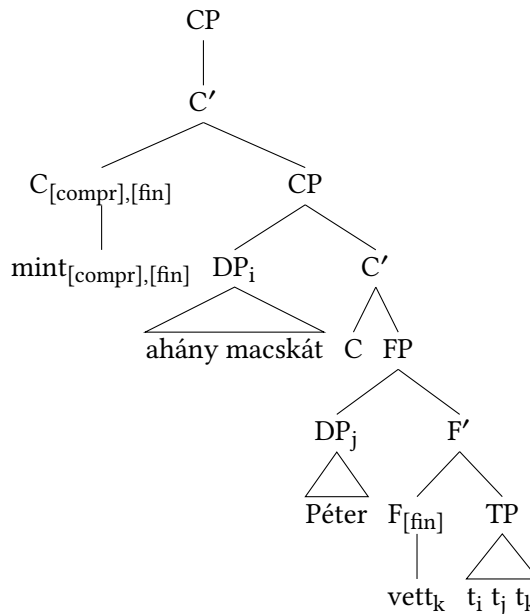 CP
C′
C[compr],[fin] CP
mint[compr],[fin] DPi C′
ahány macskát C FP
DPj F′
Péter F[fin] TP
vettk ti tj tk